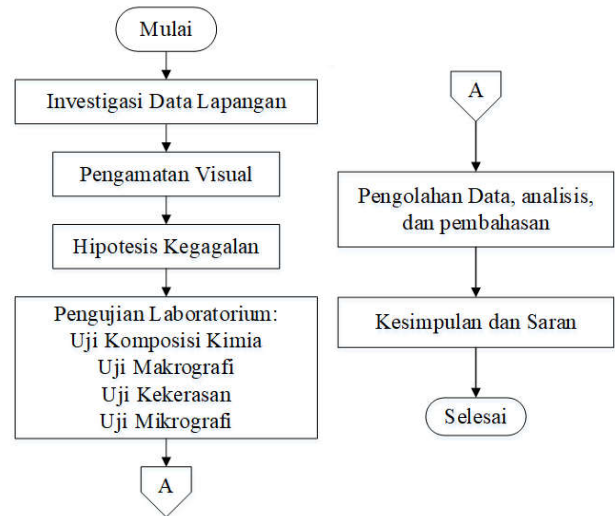 Mulai
Investigasi Data Lapangan
Pengamatan Visual
Hipotesis Kegagalan
Pengujian Laboratorium:
Uji Komposisi Kimia
Uji Makrografi
Uji Kekerasan
Uji Mikrografi
A
A
Pengolahan Data, analisis,
dan pembahasan
Kesimpulan dan Saran
Selesai